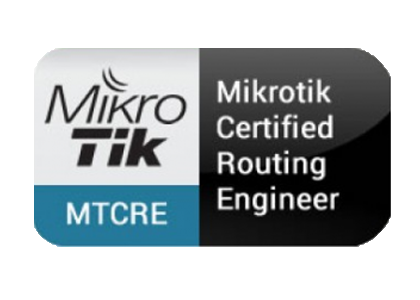 Mikro
Tik
MTCRE
Mikrotik
Certified
Routing
Engineer